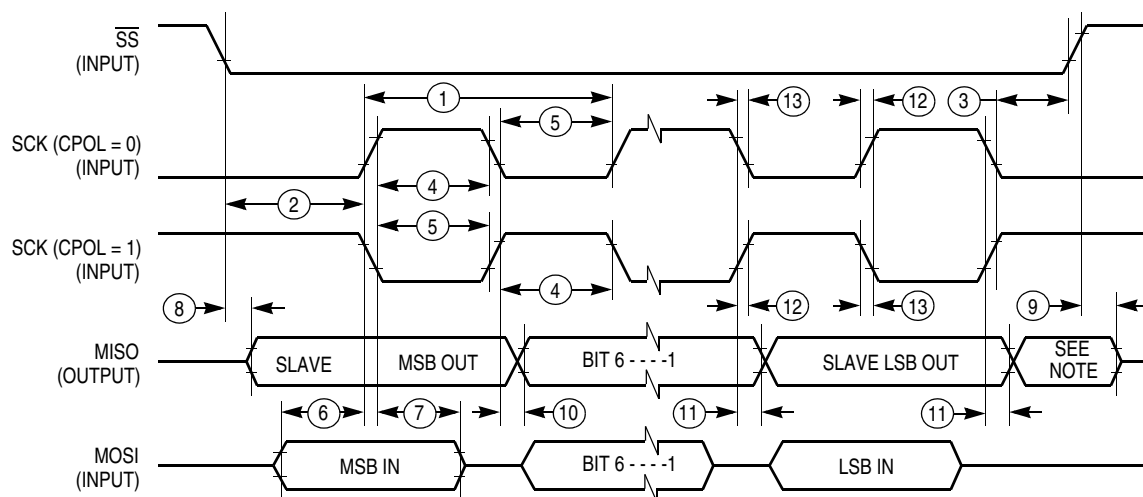 SS
(INPUT)
1
13
12
3
5
SCK (CPOL = 0)
(INPUT)
4
2
5
SCK (CPOL = 1)
(INPUT)
4
12
13
8
9
MISO
(OUTPUT)
SLAVE
MSB OUT
BIT 6 - - - -1
SLAVE LSB OUT
SEE
NOTE
6
7
10
11
11
MOSI
(INPUT)
MSB IN
BIT 6 - - - -1
LSB IN